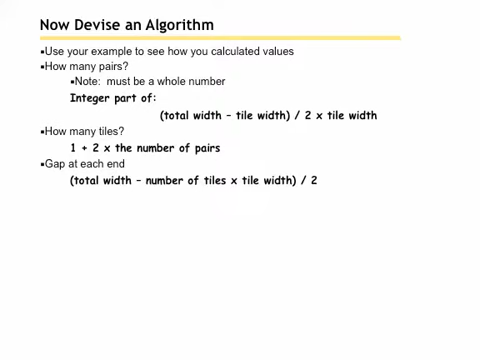 Now Devise an Algorithm
▪Use your example to see how you calculated values
▪How many pairs?
▪Note: must be a whole number
Integer part of:
(total width – tile width) / 2 x tile width
▪How many tiles?
1 + 2 x the number of pairs
▪Gap at each end
(total width – number of tiles x tile width) / 2